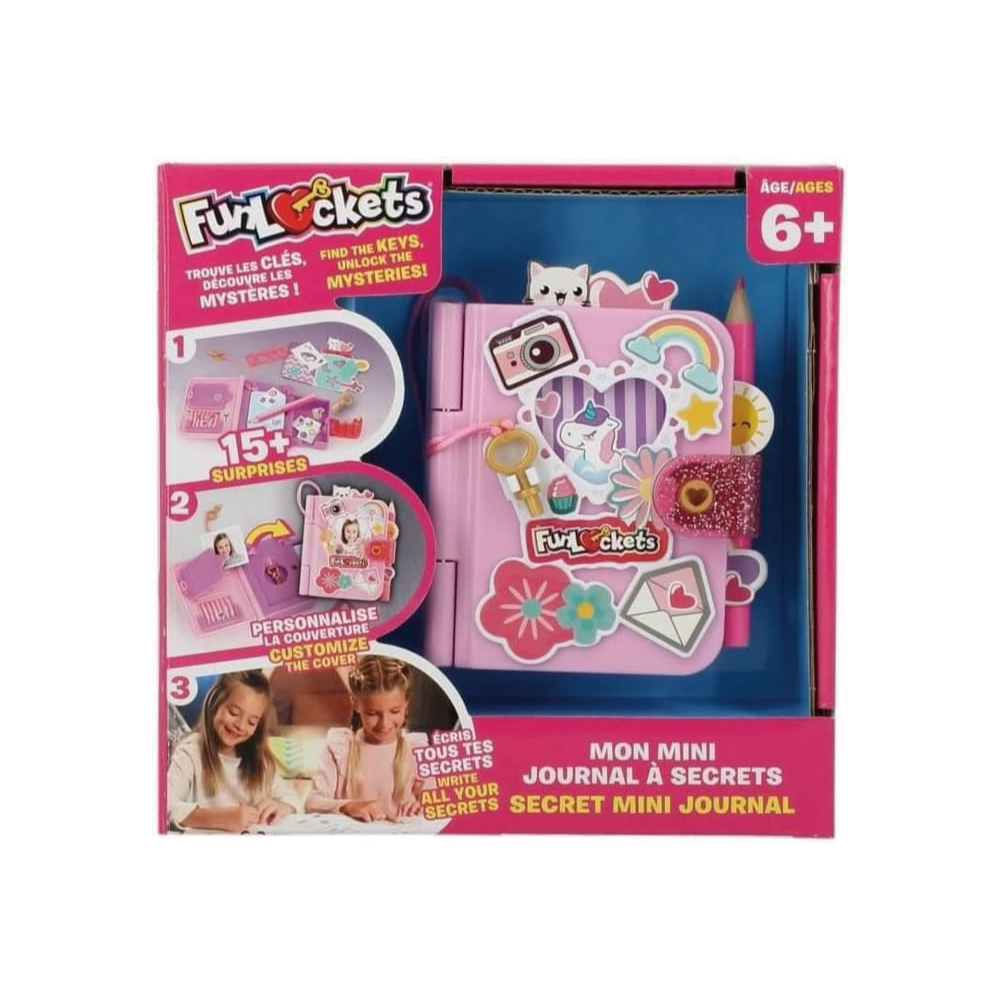 FunLockets
TROUVE LES CLÉS,
DÉCOUVRE LES
MYSTÈRES !
FIND THE KEYS,
UNLOCK THE
MYSTERIES!
ÂGE/AGES
6+
1
15+
SURPRISES
2
PERSONNALISE
LA COUVERTURE
CUSTOMIZE
THE COVER
3
ÉCRIS
TOUS TES
SECRETS
WRITE
ALL YOUR
SECRETS
FunLockets
MON MINI
JOURNAL À SECRETS
SECRET MINI JOURNAL